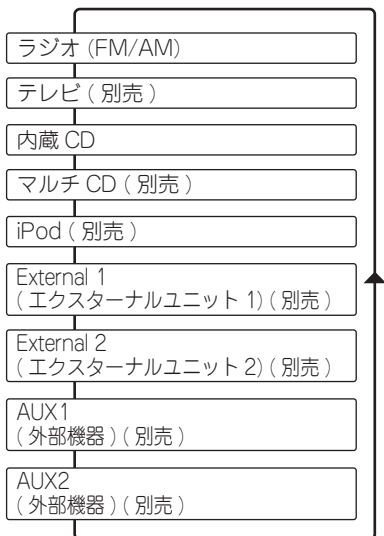 ラジオ (FM/AM)
テレビ ( 別売 )
内蔵 CD
マルチ CD ( 別売 )
iPod ( 別売 )
External 1
( エクスターナルユニット 1) ( 別売 )
External 2
( エクスターナルユニット 2) ( 別売 )
AUX1
( 外部機器 ) ( 別売 )
AUX2
( 外部機器 ) ( 別売 )